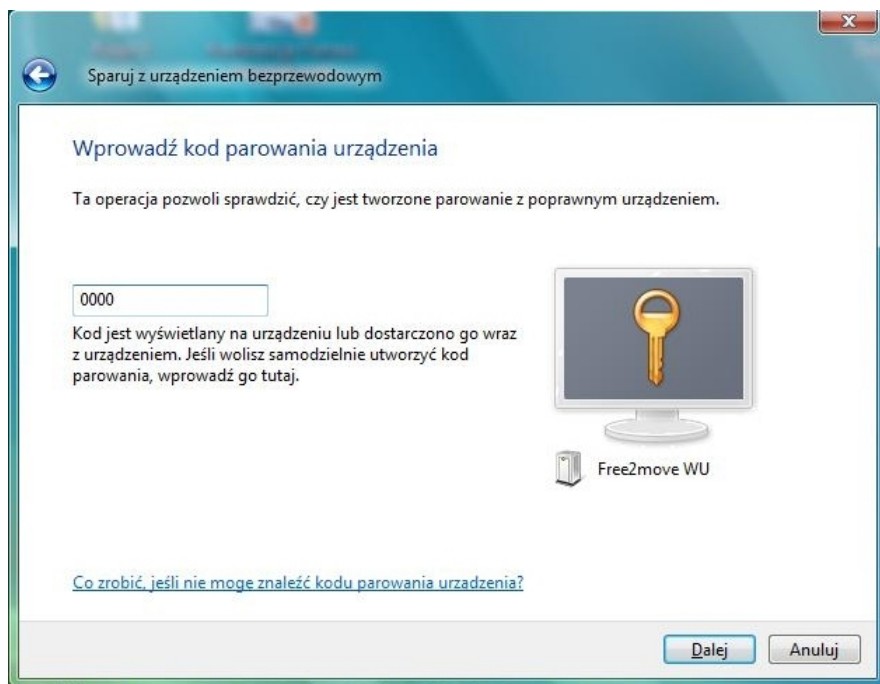 Sparuj z urządzeniem bezprzewodowym
Wprowadź kod parowania urządzenia
Ta operacja pozwoli sprawdzić, czy jest tworzone parowanie z poprawnym urządzeniem.
0000
Kod jest wyświetlany na urządzeniu lub dostarczono go wraz
z urządzeniem. Jeśli wolisz samodzielnie utworzyć kod
parowania, wprowadź go tutaj.
Free2move WU
Co zrobić, jeśli nie mogę znaleźć kodu parowania urządzenia?
Dalej
Anuluj